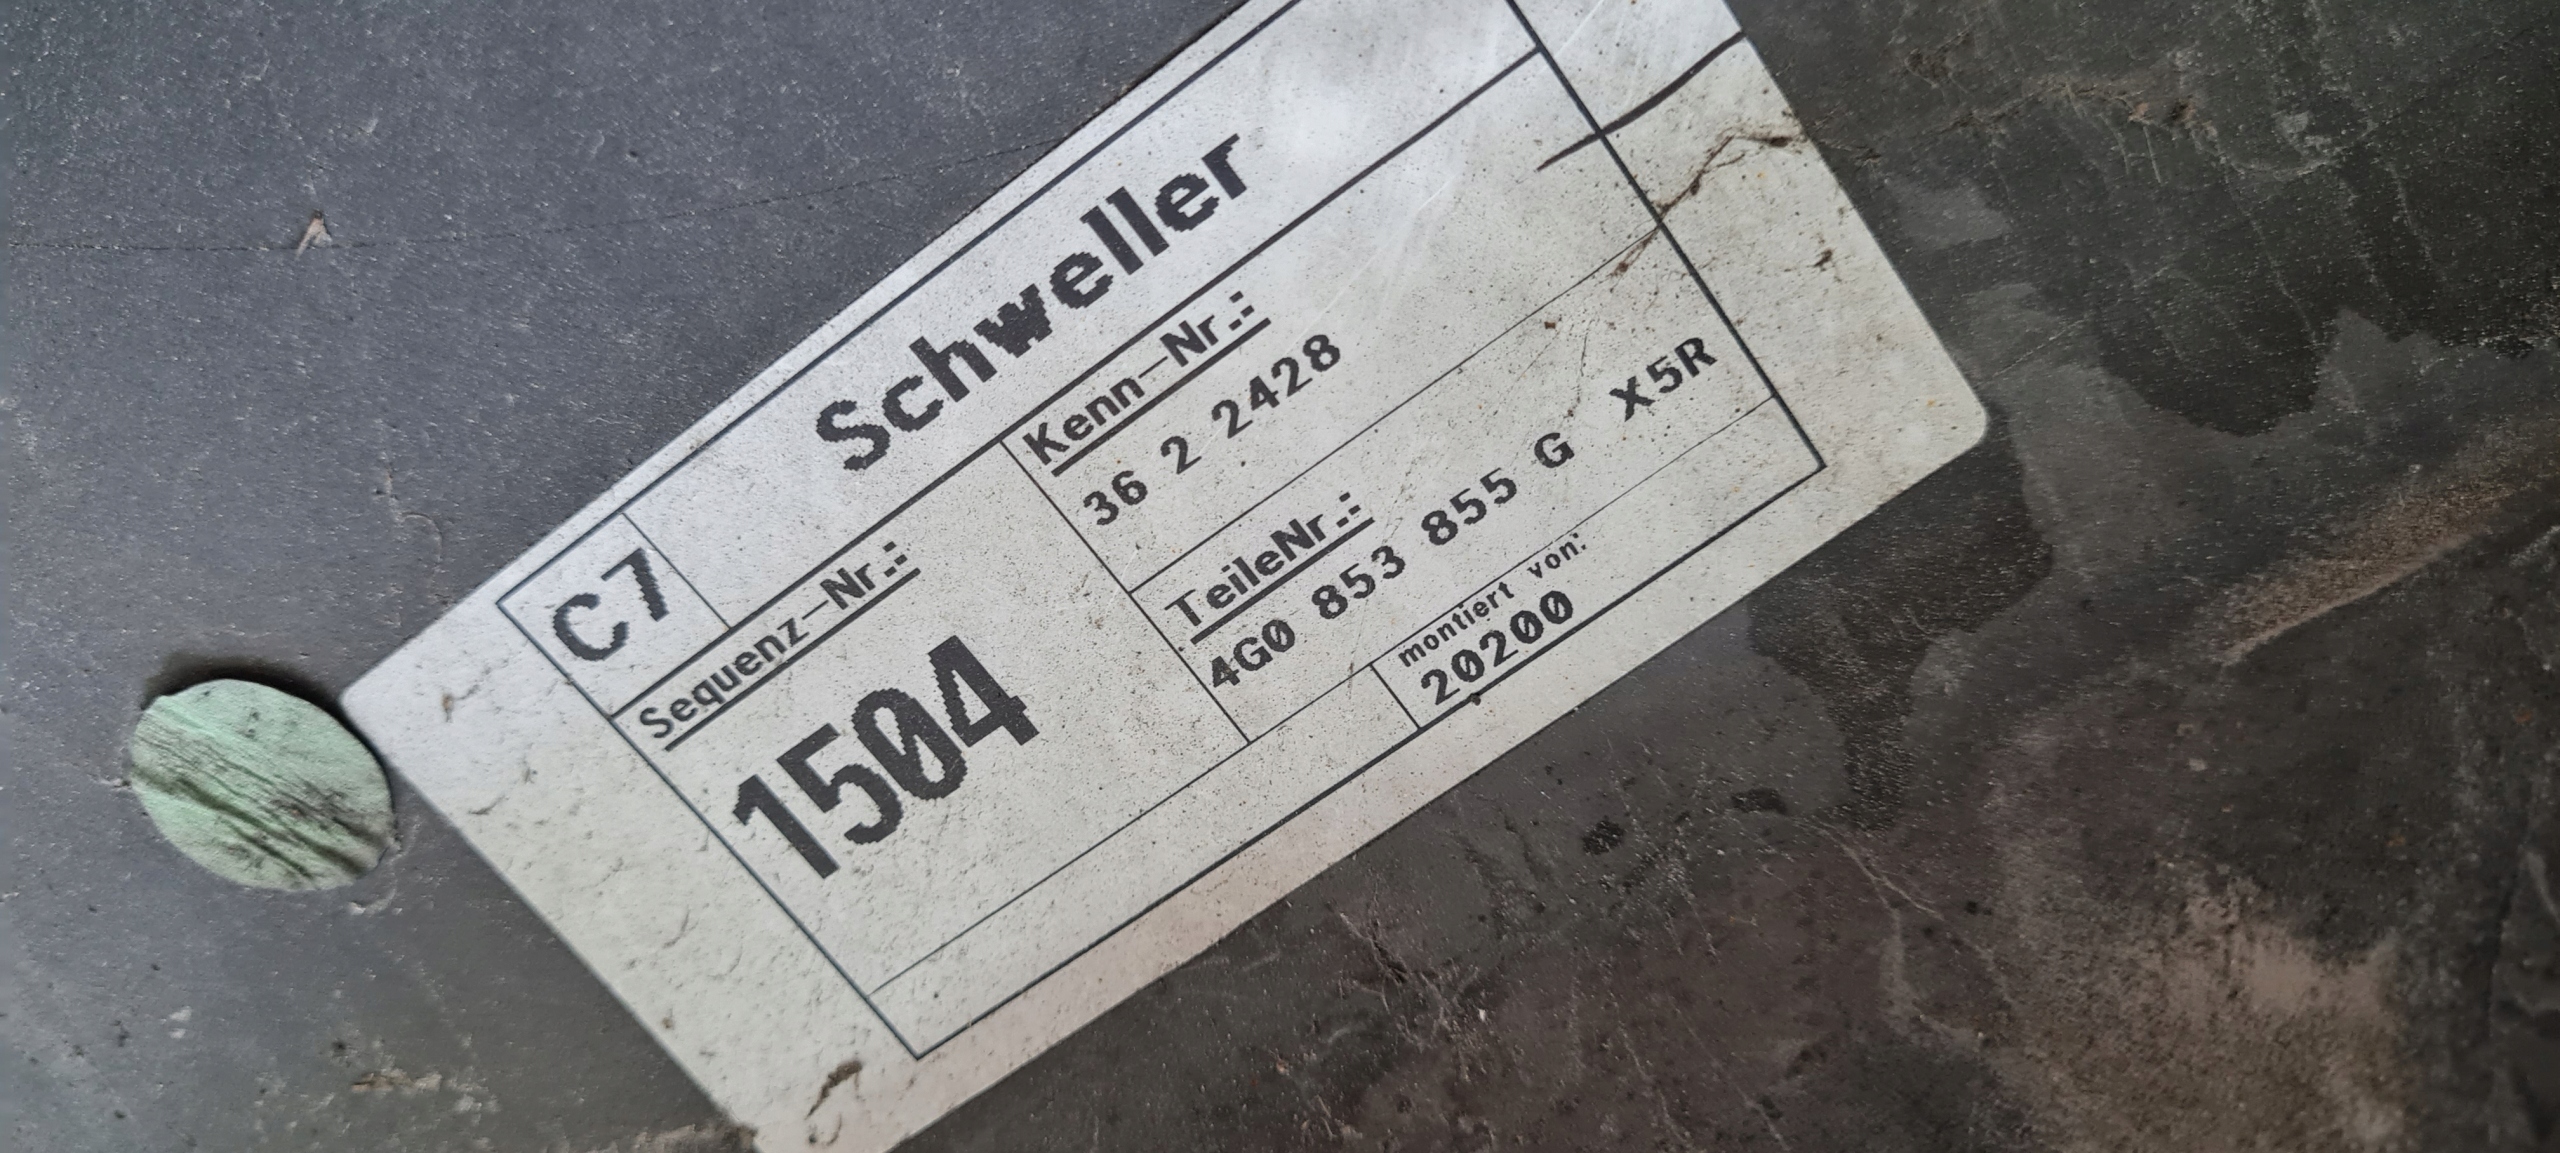 C7 Schweller
Sequenz-Nr.:
1504
Kenn-Nr.:
36 2 2428
TeileNr.:
4G0 853 855 G X5R
montiert von:
20200